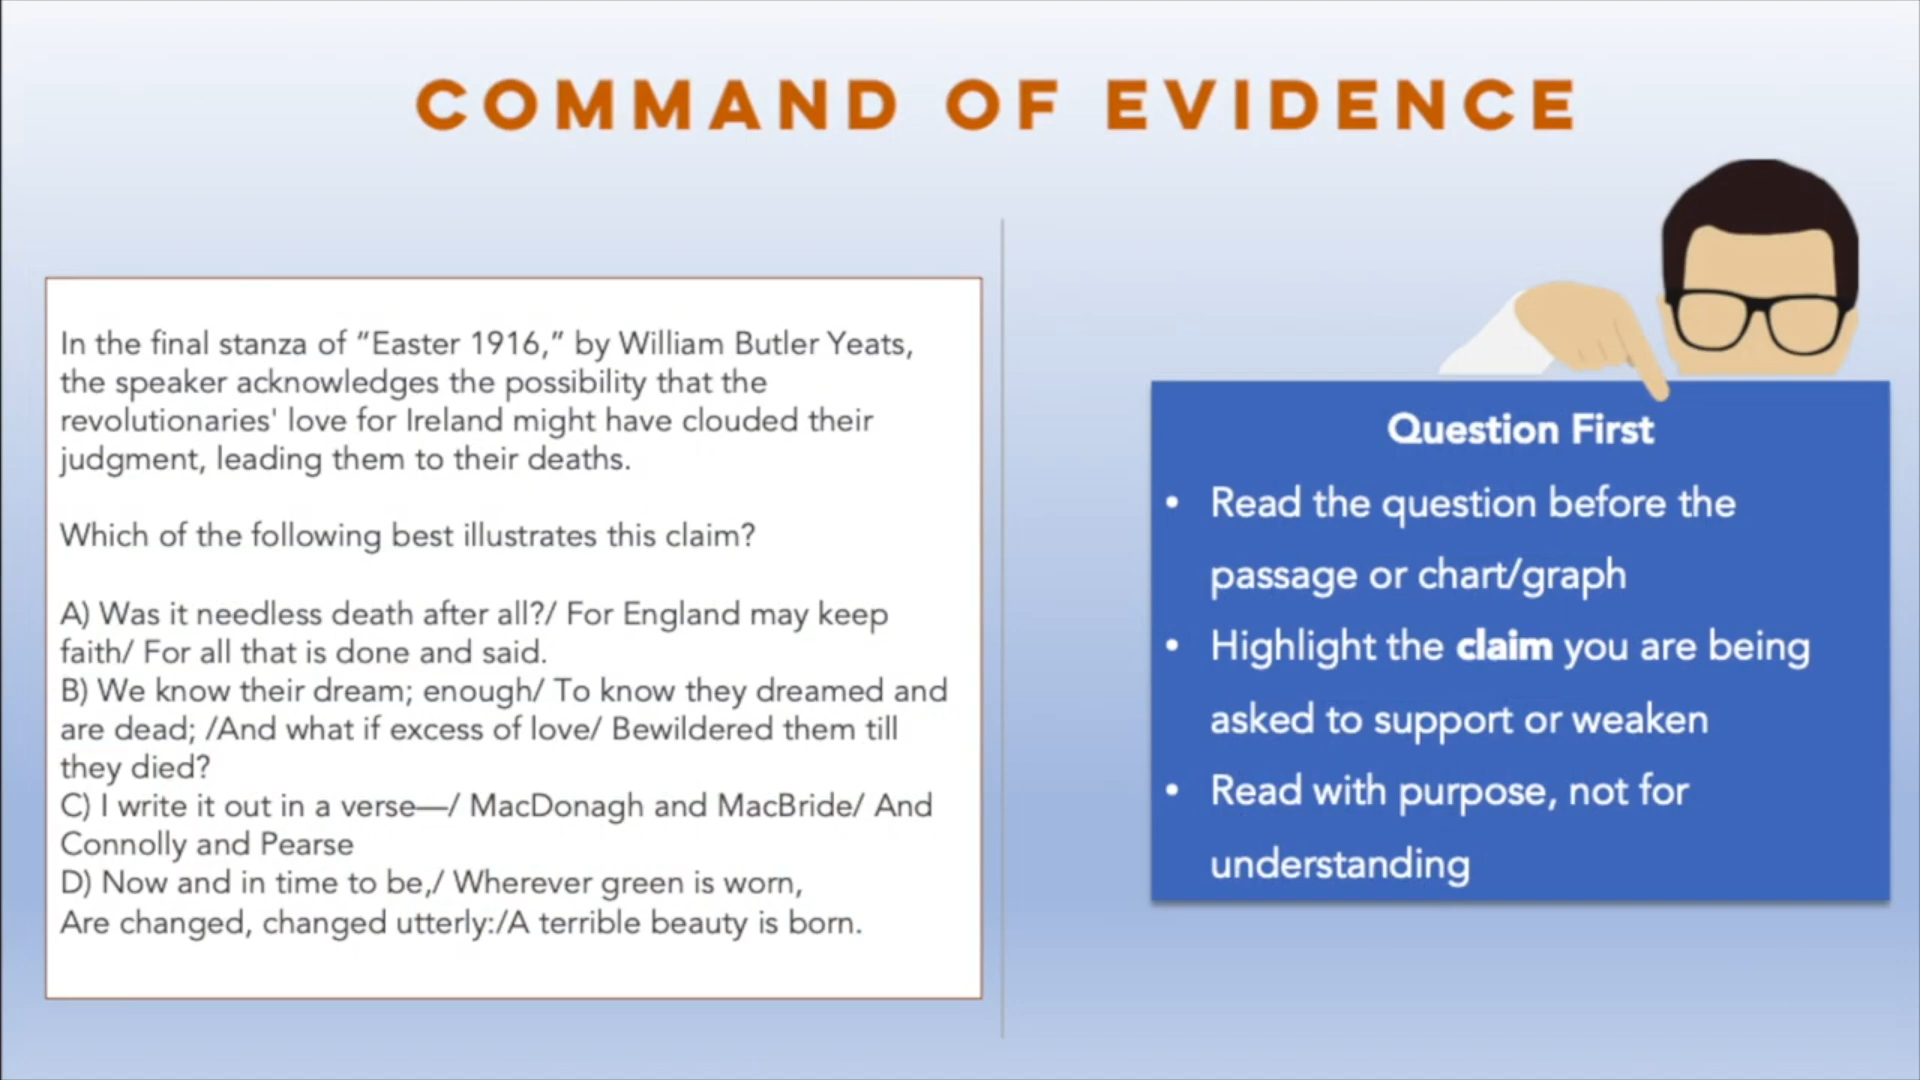 COMMAND OF EVIDENCE
In the final stanza of “Easter 1916,” by William Butler Yeats,
the speaker acknowledges the possibility that the
revolutionaries' love for Ireland might have clouded their
judgment, leading them to their deaths.
Which of the following best illustrates this claim?
A) Was it needless death after all?/ For England may keep
faith/ For all that is done and said.
B) We know their dream; enough/ To know they dreamed and
are dead; /And what if excess of love/ Bewildered them till
they died?
C) I write it out in a verse—/ MacDonagh and MacBride/ And
Connolly and Pearse
D) Now and in time to be,/ Wherever green is worn,
Are changed, changed utterly:/A terrible beauty is born.
Question First
• Read the question before the
passage or chart/graph
• Highlight the claim you are being
asked to support or weaken
• Read with purpose, not for
understanding